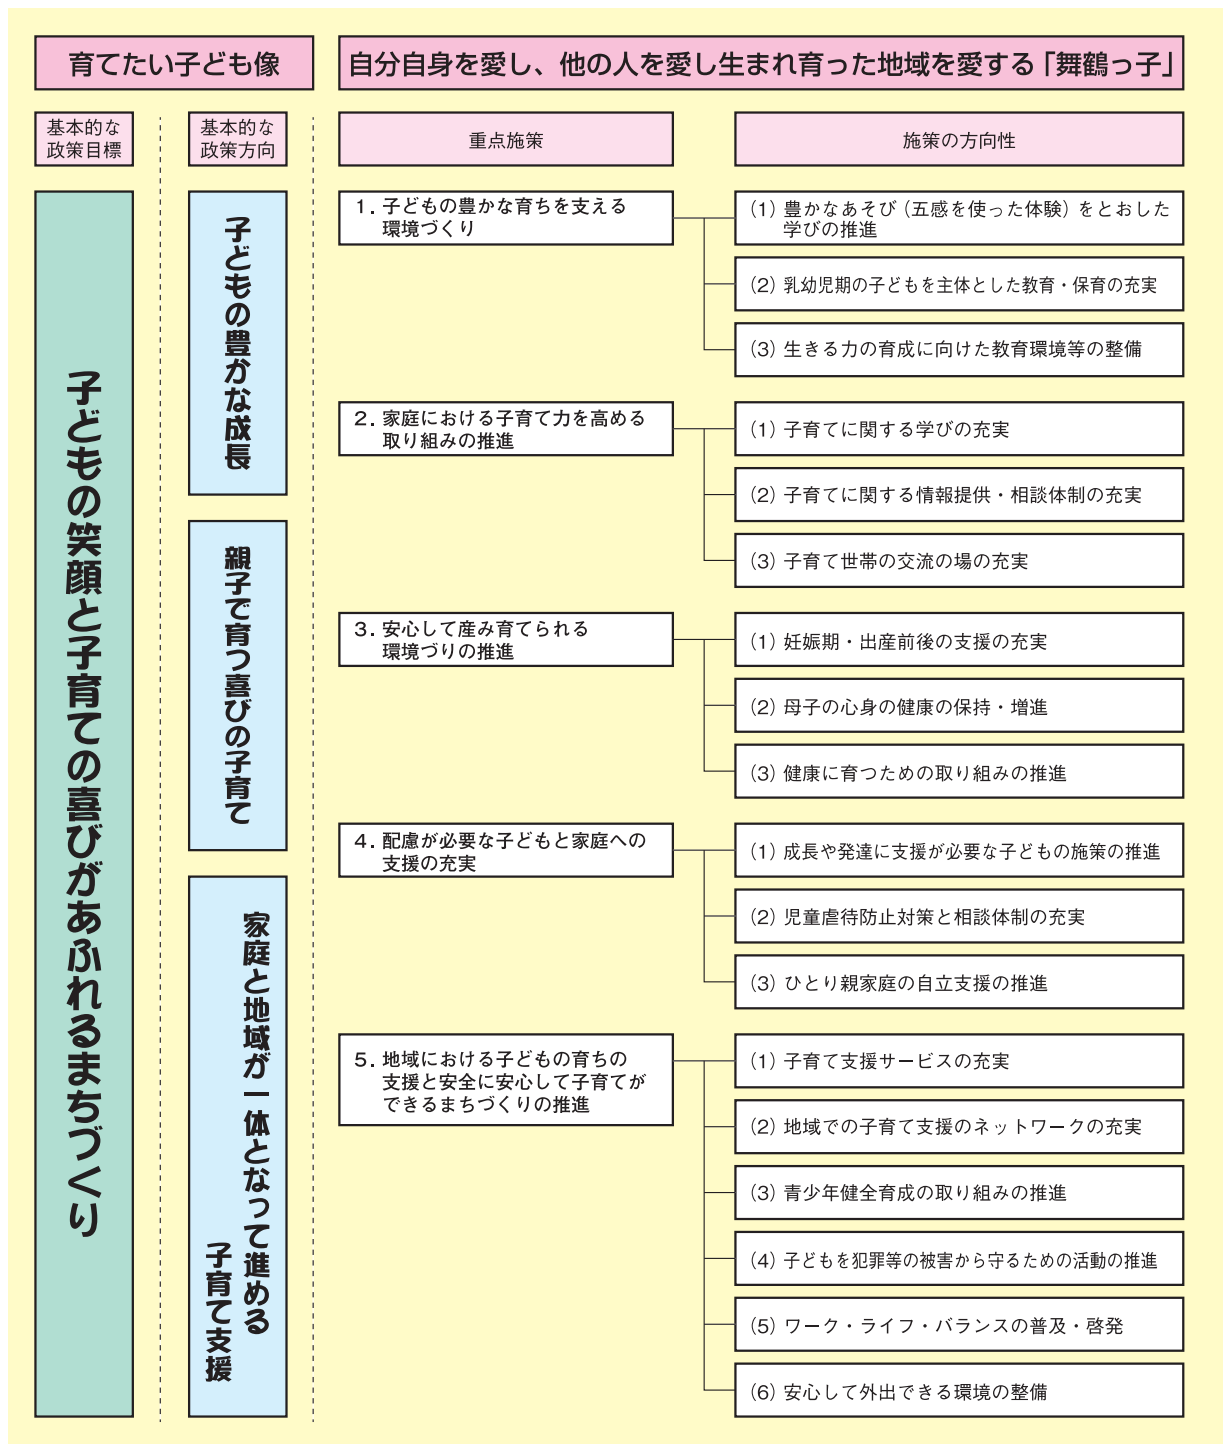 育てたい子ども像
自分自身を愛し、他の人を愛し生まれ育った地域を愛する「舞鶴っ子」
基本的な
政策目標
基本的な
政策方向
重点施策
施策の方向性
子どもの笑顔と子育ての喜びがあふれるまちづくり
子どもの豊かな成長
親子で育つ喜びの子育て
家庭と地域が一体となって進める
子育て支援
1. 子どもの豊かな育ちを支える
環境づくり
(1) 豊かなあそび（五感を使った体験）をとおした
学びの推進
(2) 乳幼児期の子どもを主体とした教育・保育の充実
(3) 生きる力の育成に向けた教育環境等の整備
2. 家庭における子育て力を高める
取り組みの推進
(1) 子育てに関する学びの充実
(2) 子育てに関する情報提供・相談体制の充実
(3) 子育て世帯の交流の場の充実
3. 安心して産み育てられる
環境づりの推進
(1) 妊娠期・出産前後の支援の充実
(2) 母子の心身の健康の保持・増進
(3) 健康に育つための取り組みの推進
4. 配慮が必要な子どもと家庭への
支援の充実
(1) 成長や発達に支援が必要な子どもの施策の推進
(2) 児童虐待防止対策と相談体制の充実
(3) ひとり親家庭の自立支援の推進
5. 地域における子どもの育ちの
支援と安全に安心して子育てが
できるまちづくりの推進
(1) 子育て支援サービスの充実
(2) 地域での子育て支援のネットワークの充実
(3) 青少年健全育成の取り組みの推進
(4) 子どもを犯罪等の被害から守るための活動の推進
(5) ワーク・ライフ・バランスの普及・啓発
(6) 安心して外出できる環境の整備